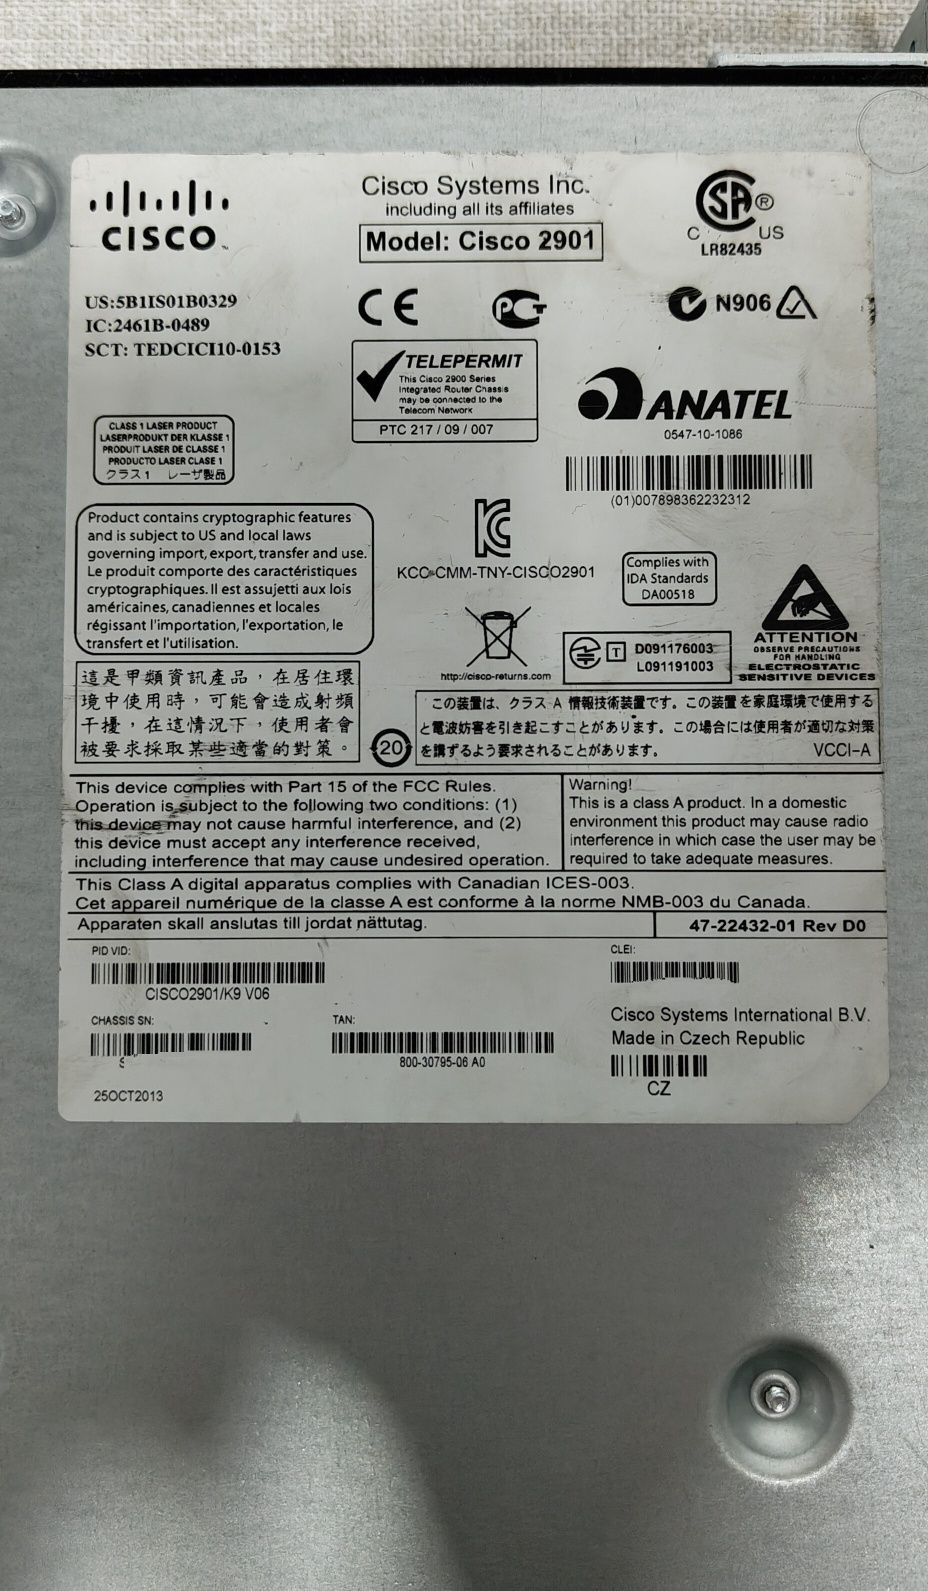 CISCO
Cisco Systems Inc.
including all its affiliates
Model: Cisco 2901
C US
LR82435
US:5B1IS01B0329
IC:2461B-0489
SCT: TEDCICI10-0153
CE
N906
TELEPERMIT
This Cisco 2900 Series
Integrated Router Chassis
may be connected to the
Telecom Network
PTC 217 / 09 / 007
ANATEL
0547-10-1086
(01)007898362232312
CLASS 1 LASER PRODUCT
LASERPRODUKT DER KLASSE 1
PRODUIT LASER DE CLASSE 1
PRODUCTO LASER CLASE 1
クラス1 レーザ製品
Product contains cryptographic features
and is subject to US and local laws
governing import, export, transfer and use.
Le produit comporte des caractéristiques
cryptographiques. Il est assujetti aux lois
américaines, canadiennes et locales
régissant l'importation, l'exportation, le
transfert et l'utilisation.
KCC-CMM-TNY-CISCO2901
Complies with
IDA Standards
DA00518
http://cisco-returns.com
T D091176003
L091191003
ATTENTION
OBSERVE PRECAUTIONS
FOR HANDLING
ELECTROSTATIC
SENSITIVE DEVICES
這是甲類資訊產品，在居住環
境中使用時，可能會造成射頻
干擾，在這情況下，使用者會
被要求採取某些適當的對策。
20
この装置は、クラス A 情報技術装置です。この装置を家庭環境で使用する
と電波妨害を引き起こすことがあります。この場合には使用者が適切な対策
を講ずるよう要求されることがあります。 VCCI-A
This device complies with Part 15 of the FCC Rules.
Operation is subject to the following two conditions: (1)
this device may not cause harmful interference, and (2)
this device must accept any interference received,
including interference that may cause undesired operation.
Warning!
This is a class A product. In a domestic
environment this product may cause radio
interference in which case the user may be
required to take adequate measures.
This Class A digital apparatus complies with Canadian ICES-003.
Cet appareil numérique de la classe A est conforme à la norme NMB-003 du Canada.
Apparaten skall anslutas till jordat nättutag.
47-22432-01 Rev D0
PID VID:
CISCO2901/K9 V06
CLEI:
CHASSIS SN:
TAN:
800-30795-06 A0
Cisco Systems International B.V.
Made in Czech Republic
CZ
25OCT2013